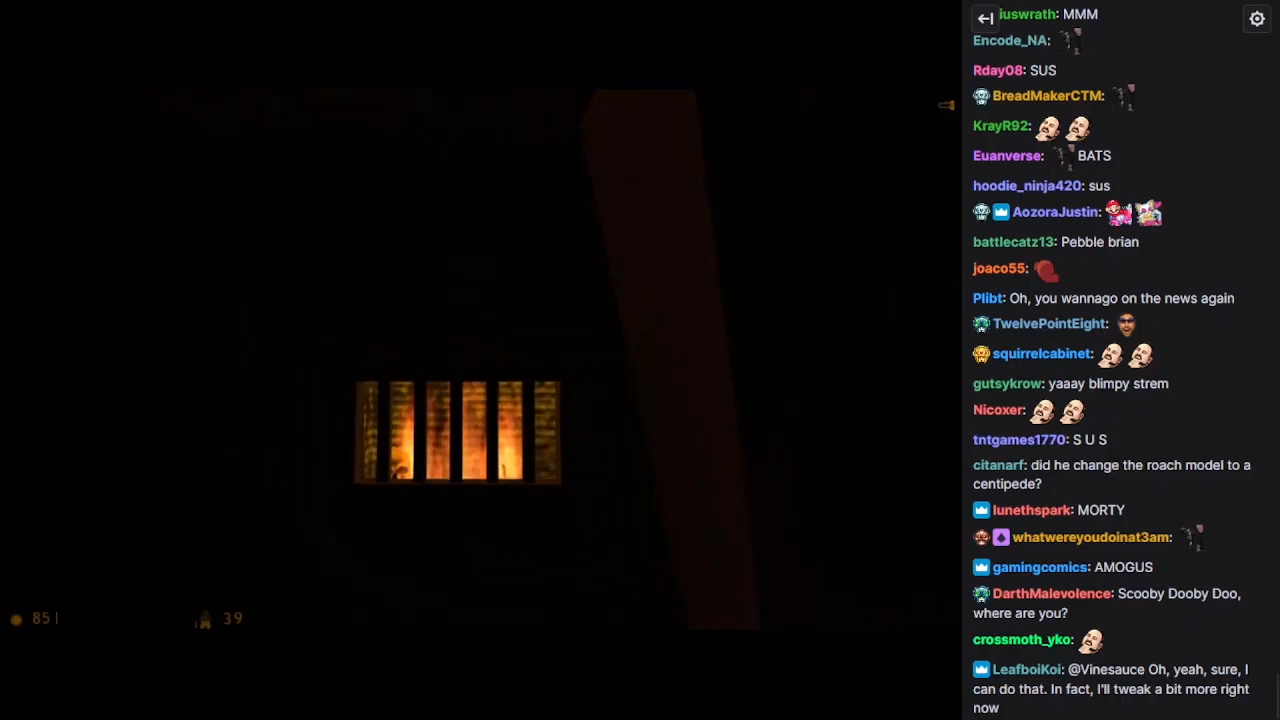 iuswrath: MMM
Encode_NA:
Rday08: SUS
BreadMakerCTM:
KrayR92:
Euanverse: BATS
hoodie_ninja420: sus
AozoraJustin:
battlecatz13: Pebble brian
joaco55:
Plibt: Oh, you wannago on the news again
TwelvePointEight:
squirrelcabinet:
gutsykrow: yaaay blimpy strem
Nicoxer:
tntgames1770: S U S
citanarf: did he change the roach model to a
centipede?
lunethspark: MORTY
whatwereyoudoinat3am:
gamingcomics: AMOGUS
DarthMalevolence: Scooby Dooby Doo,
where are you?
crossmoth_yko:
LeafboiKoi: @Vinesauce Oh, yeah, sure, I
can do that. In fact, I'll tweak a bit more right
now
85
39